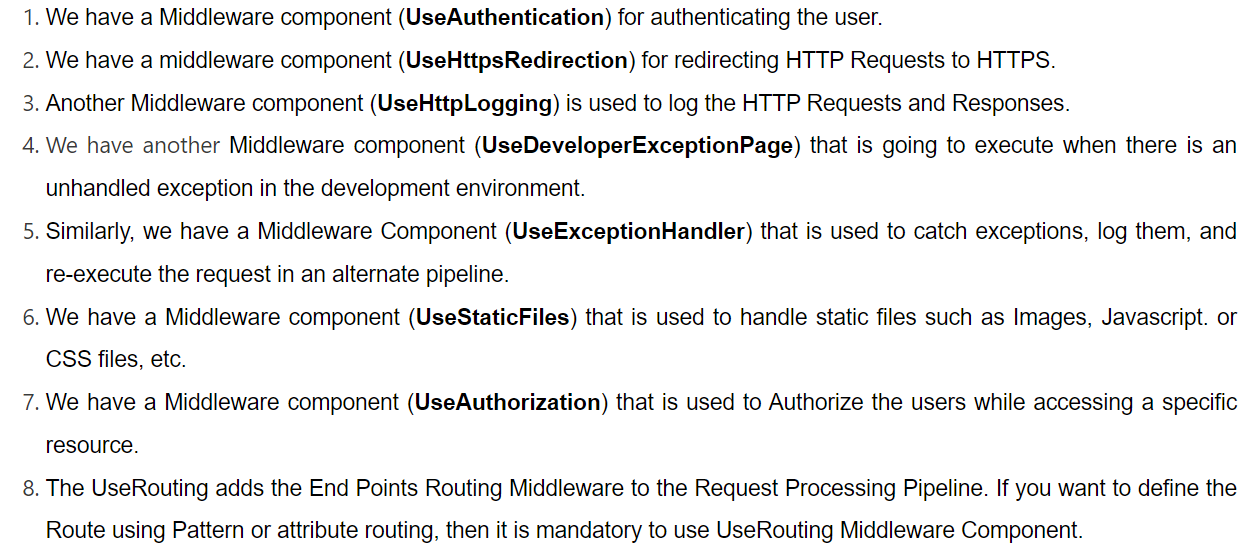 1. We have a Middleware component (UseAuthentication) for authenticating the user.
2. We have a middleware component (UseHttpsRedirection) for redirecting HTTP Requests to HTTPS.
3. Another Middleware component (UseHttpLogging) is used to log the HTTP Requests and Responses.
4. We have another Middleware component (UseDeveloperExceptionPage) that is going to execute when there is an
unhandled exception in the development environment.
5. Similarly, we have a Middleware Component (UseExceptionHandler) that is used to catch exceptions, log them, and
re-execute the request in an alternate pipeline.
6. We have a Middleware component (UseStaticFiles) that is used to handle static files such as Images, Javascript. or
CSS files, etc.
7. We have a Middleware component (UseAuthorization) that is used to Authorize the users while accessing a specific
resource.
8. The UseRouting adds the End Points Routing Middleware to the Request Processing Pipeline. If you want to define the
Route using Pattern or attribute routing, then it is mandatory to use UseRouting Middleware Component.